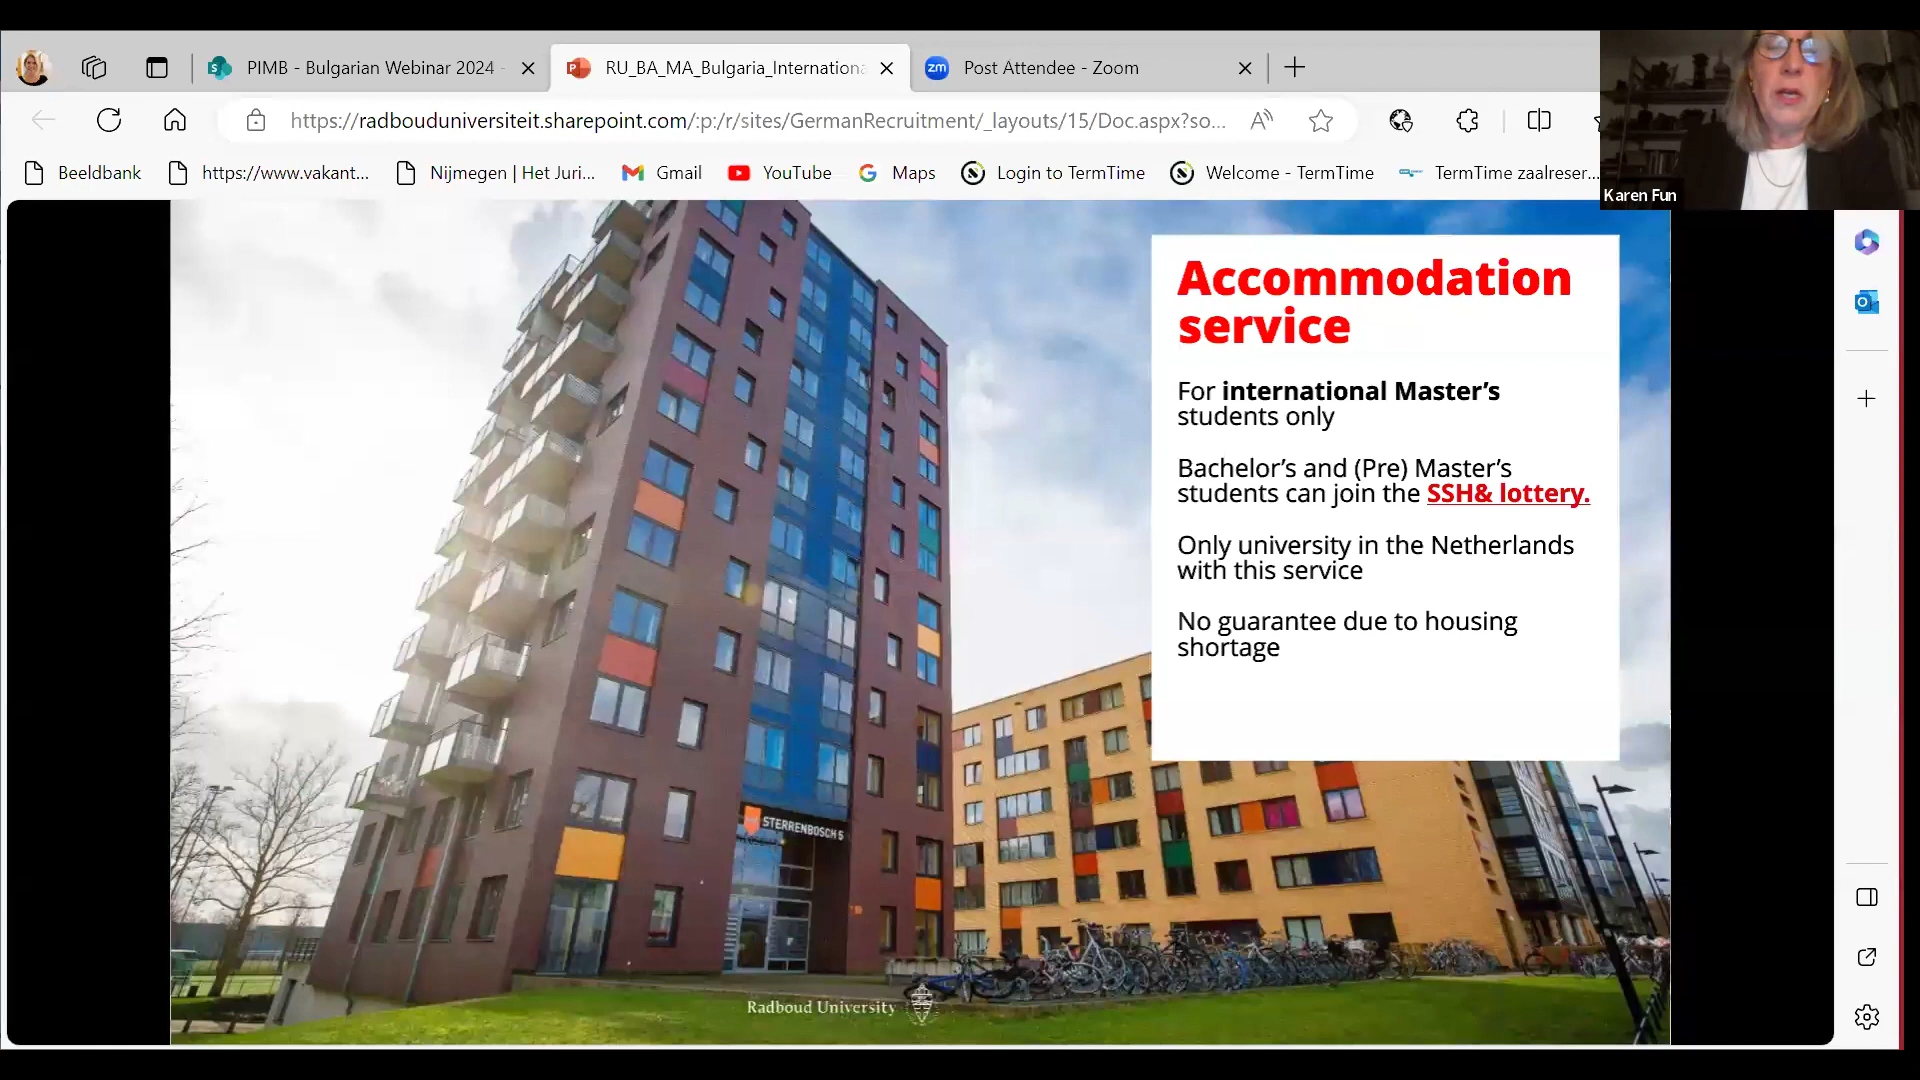 PIMB - Bulgarian Webinar 2024 -
RU_BA_MA_Bulgaria_Internationa
zm
Post Attendee - Zoom
https://radbouduniversiteit.sharepoint.com/:p:/r/sites/GermanRecruitment/_layouts/15/Doc.aspx?so...
Beeldbank
https://www.vakant...
Nijmegen | Het Juri...
Gmail
YouTube
Maps
Login to TermTime
Welcome - TermTime
TermTime zaalreser...
Karen Fun
Accommodation
service
For international Master's
students only
Bachelor's and (Pre) Master's
students can join the SSH& lottery.
Only university in the Netherlands
with this service
No guarantee due to housing
shortage
STERRENBOSCH 5
Radboud University